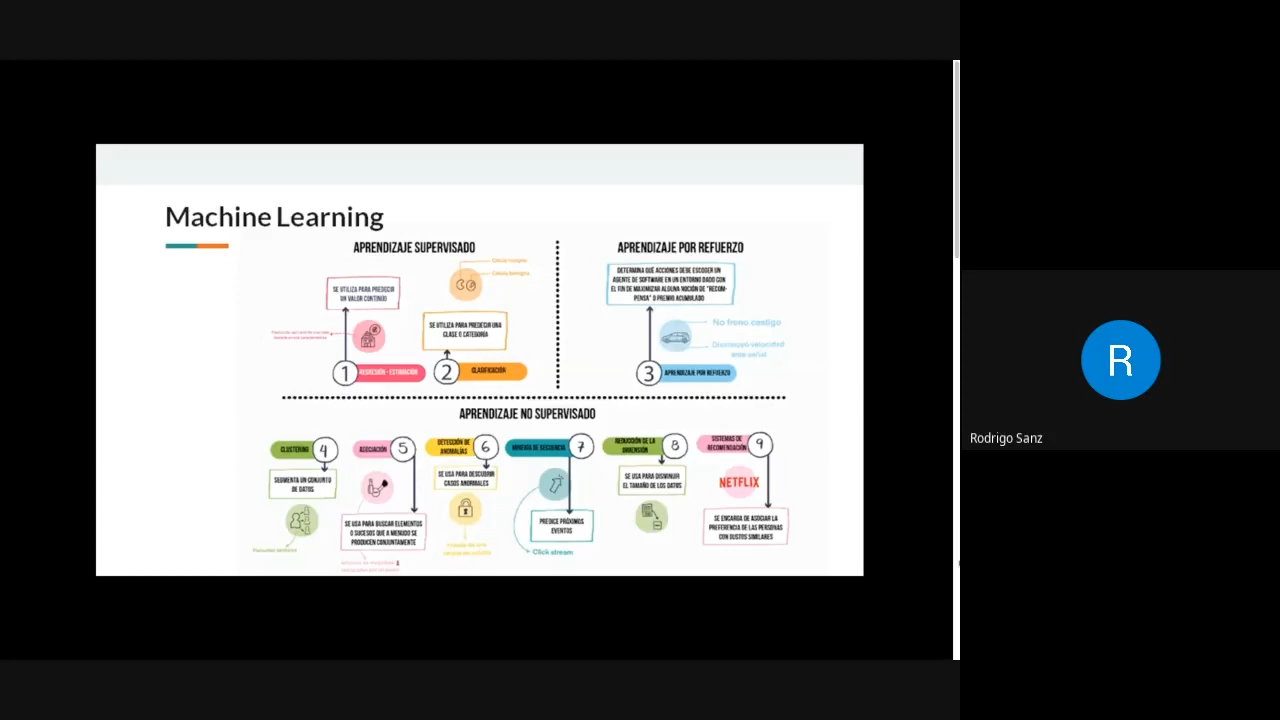 Machine Learning
APRENDIZAJE SUPERVISADO
SE UTILIZA PARA PREDECIR
UN VALOR CONTINUO
1
REGRESIÓN - ESTIMACIÓN
SE UTILIZA PARA PREDECIR UNA
CLASE O CATEGORÍA
2
CLASIFICACIÓN
APRENDIZAJE POR REFUERZO
DETERMINA QUÉ ACCIONES DEBE ESCOGER UN
AGENTE DE SOFTWARE EN UN ENTORNO DADO CON
EL FIN DE MAXIMIZAR ALGUNA NOCIÓN DE "RECOM-
PENSA" O PREMIO ACUMULADO
No freno castigo
Disminuyó velocidad
ante señal
3
APRENDIZAJE POR REFUERZO
APRENDIZAJE NO SUPERVISADO
CLUSTERING
4
SEGMENTA UN CONJUNTO
DE DATOS
ASOCIACIÓN
5
SE USA PARA BUSCAR ELEMENTOS
O SUCESOS QUE A MENUDO SE
PRODUCEN CONJUNTAMENTE
DETECCIÓN DE
ANOMALÍAS
6
SE USA PARA DESCUBRIR
CASOS ANORMALES
MINERÍA DE SECUENCIA
7
PREDICE PRÓXIMOS
EVENTOS
Click stream
REDUCCIÓN DE LA
DIMENSIÓN
8
SE USA PARA DISMINUIR
EL TAMAÑO DE LOS DATOS
SISTEMAS DE
RECOMENDACIÓN
9
NETFLIX
SE ENCARGA DE ASOCIAR LA
PREFERENCIA DE LAS PERSONAS
CON GUSTOS SIMILARES
R
Rodrigo Sanz